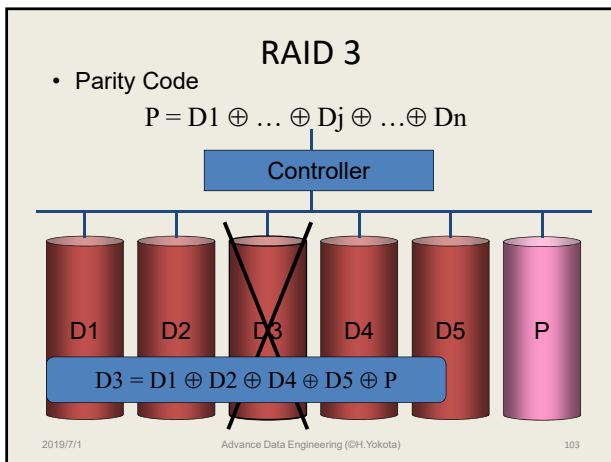 RAID 3
• Parity Code
P = D1 ⊕ … ⊕ Dj ⊕ …⊕ Dn
Controller
D1 D2 D3 D4 D5 P
D3 = D1 ⊕ D2 ⊕ D4 ⊕ D5 ⊕ P
2019/7/1 Advance Data Engineering (©H.Yokota) 103